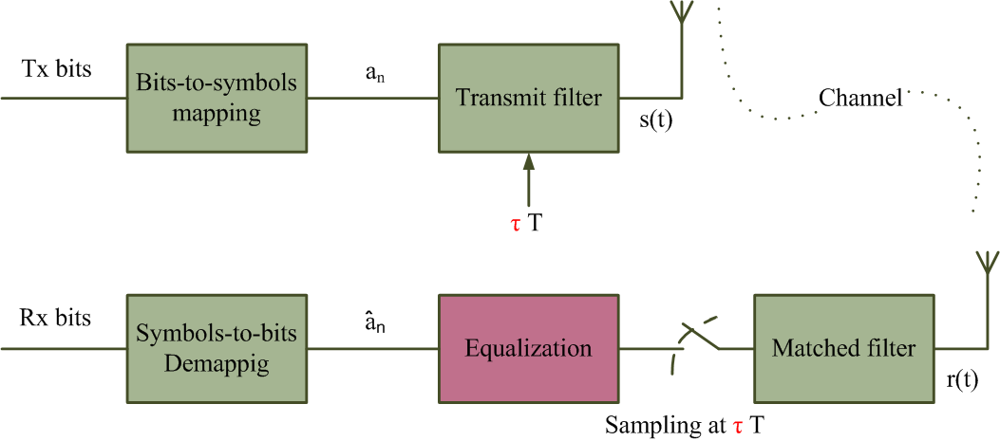 Tx bits
Bits-to-symbols
mapping
aₙ
Transmit filter
s(t)
Channel
τ T
Rx bits
Symbols-to-bits
Demappig
âₙ
Equalization
Matched filter
r(t)
Sampling at τ T